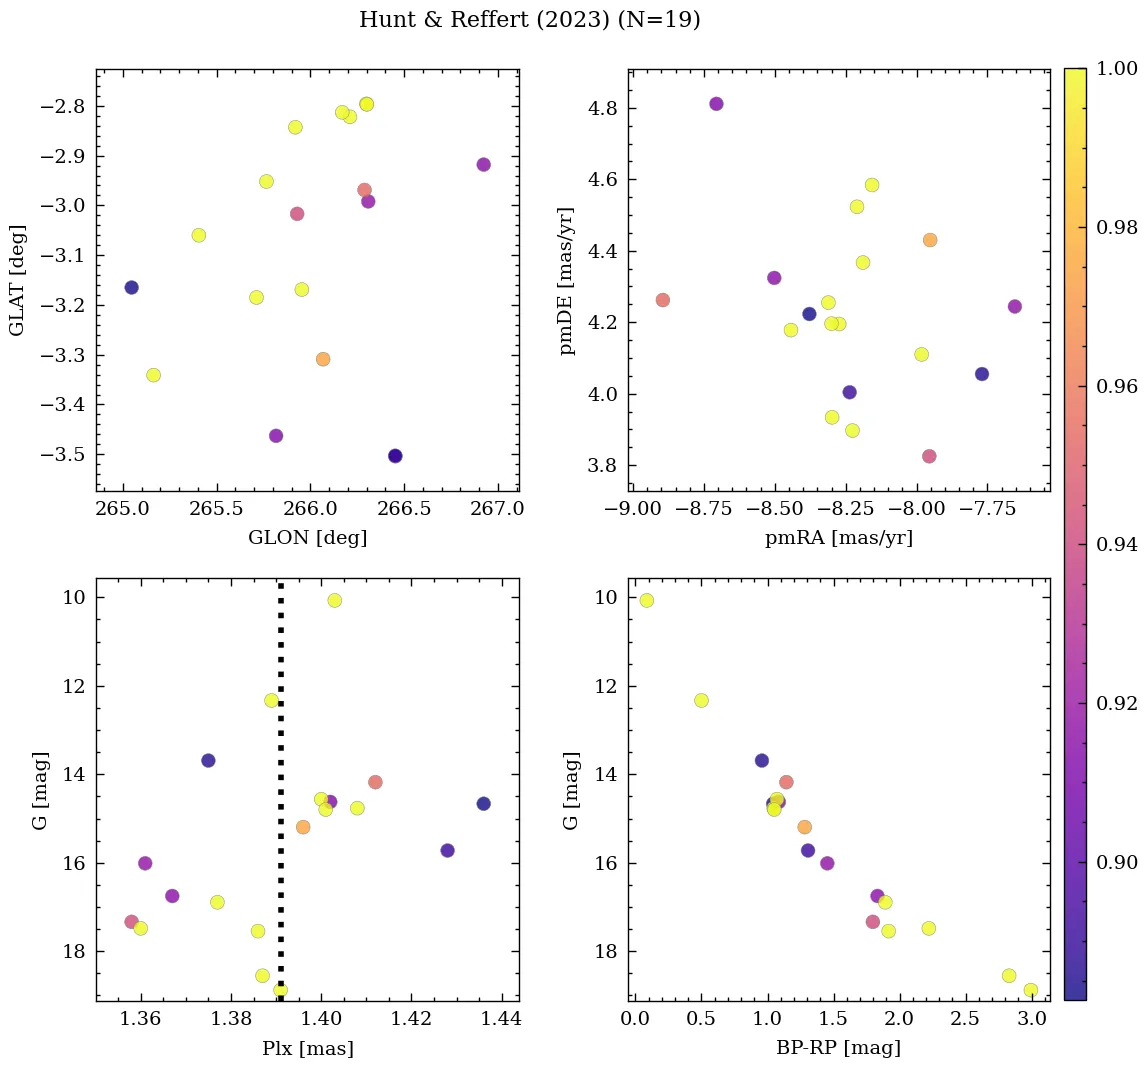 Hunt & Reffert (2023) (N=19)
−2.8
−2.9
−3.0
−3.1
−3.2
−3.3
−3.4
−3.5
GLAT [deg]
265.0 265.5 266.0 266.5 267.0
GLON [deg]
4.8
4.6
4.4
4.2
4.0
3.8
pmDE [mas/yr]
−9.00 −8.75 −8.50 −8.25 −8.00 −7.75
pmRA [mas/yr]
10
12
14
16
18
G [mag]
1.36 1.38 1.40 1.42 1.44
Plx [mas]
10
12
14
16
18
G [mag]
0.0 0.5 1.0 1.5 2.0 2.5 3.0
BP-RP [mag]
1.00
0.98
0.96
0.94
0.92
0.90